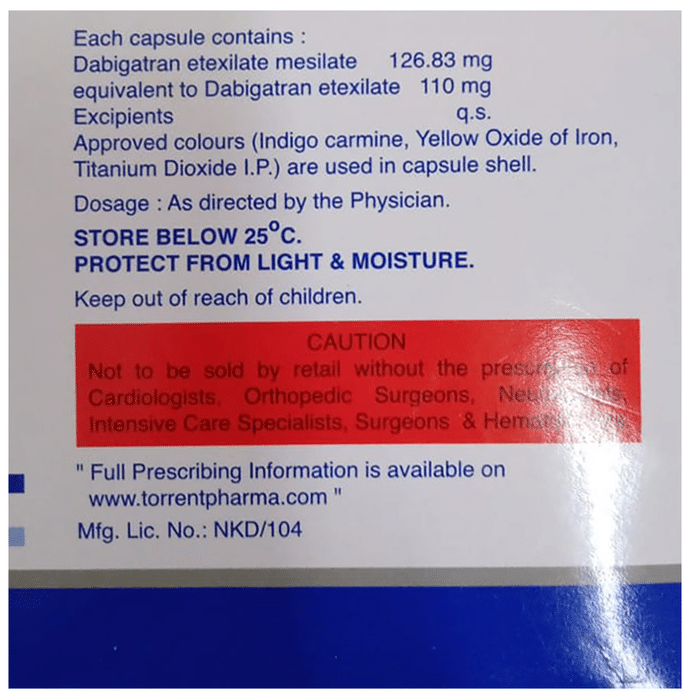 Each capsule contains :
Dabigatran etexilate mesilate 126.83 mg
equivalent to Dabigatran etexilate 110 mg
Excipients q.s.
Approved colours (Indigo carmine, Yellow Oxide of Iron,
Titanium Dioxide I.P.) are used in capsule shell.
Dosage : As directed by the Physician.
STORE BELOW 25°C.
PROTECT FROM LIGHT & MOISTURE.
Keep out of reach of children.
CAUTION
Not to be sold by retail without the of
Cardiologists, Orthopedic Surgeons,
Intensive Care Specialists, Surgeons &
" Full Prescribing Information is available on
www.torrentpharma.com "
Mfg. Lic. No.: NKD/104